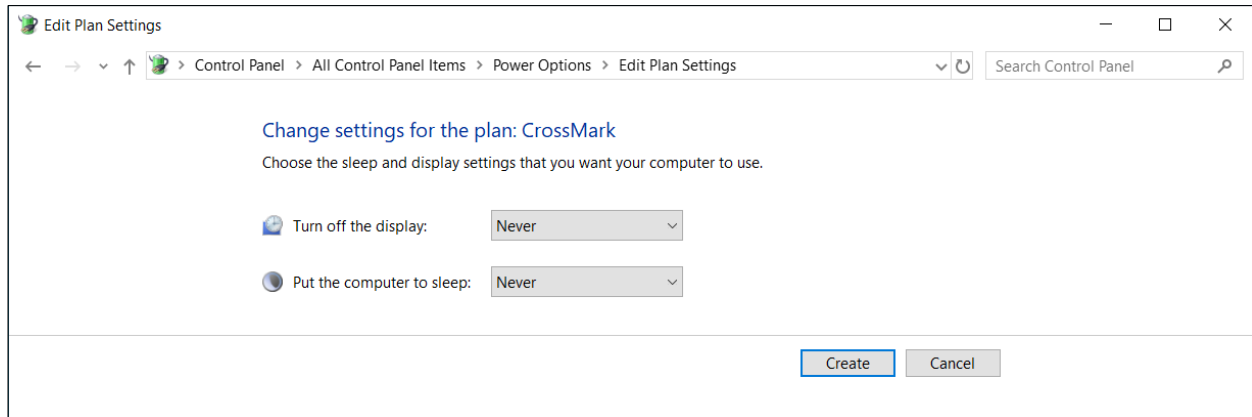 Edit Plan Settings
Control Panel > All Control Panel Items > Power Options > Edit Plan Settings
Search Control Panel
Change settings for the plan: CrossMark
Choose the sleep and display settings that you want your computer to use.
Turn off the display: Never
Put the computer to sleep: Never
Create Cancel